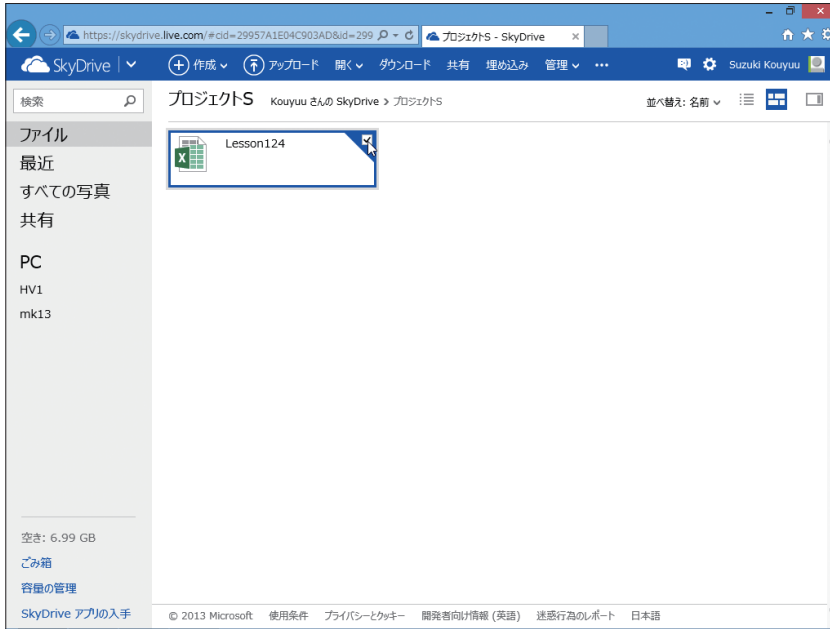 https://skydrive.live.com/#cid=29957A1E04C903AD&id=299
プロジェクトS - SkyDrive
SkyDrive
作成
アップロード
開く
ダウンロード
共有
埋め込み
管理
Suzuki Kouyuu
検索
プロジェクトS
Kouyuu さんの SkyDrive > プロジェクトS
並べ替え: 名前
ファイル
最近
すべての写真
共有
PC
HV1
mk13
Lesson124
空き: 6.99 GB
ごみ箱
容量の管理
SkyDrive アプリの入手
© 2013 Microsoft 使用条件 プライバシーとクッキー 開発者向け情報 (英語) 迷惑行為のレポート 日本語